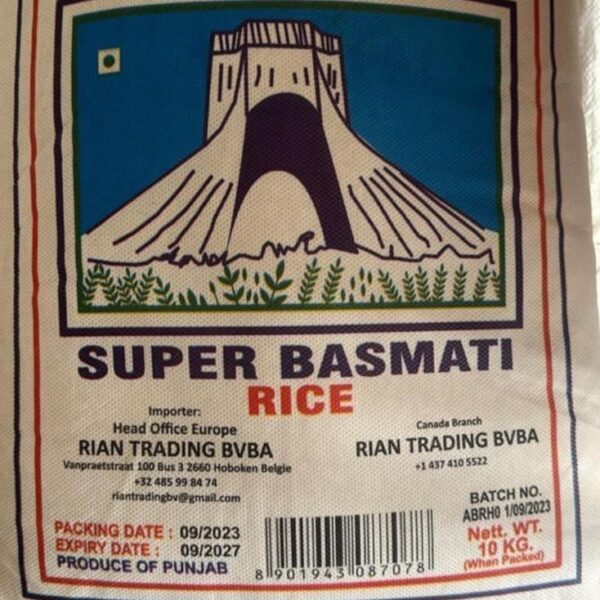 SUPER BASMATI
RICE
Importer:
Head Office Europe
RIAN TRADING BVBA
Vanpraetstraat 100 Bus 3 2660 Hoboken Belgie
+32 485 99 84 74
riantradingbv@gmail.com
Canada Branch
RIAN TRADING BVBA
+1 437 410 5522
PACKING DATE : 09/2023
EXPIRY DATE : 09/2027
PRODUCE OF PUNJAB
8 901943 087078
BATCH NO.
ABRH0 1/09/2023
Nett. WT.
10 KG.
(When Packed)